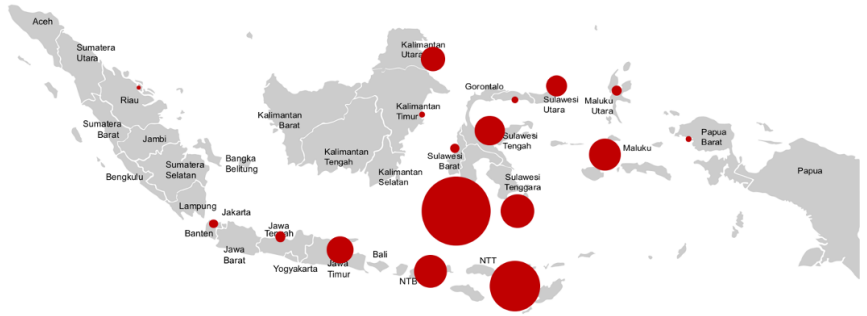 Aceh
Sumatera
Utara
Riau
Sumatera
Barat
Jambi
Sumatera
Selatan
Bengkulu
Bangka
Belitung
Lampung
Jakarta
Banten
Jawa
Barat
Jawa
Tengah
Yogyakarta
Jawa
Timur
Bali
NTB
NTT
Kalimantan
Barat
Kalimantan
Tengah
Kalimantan
Selatan
Kalimantan
Timur
Kalimantan
Utara
Gorontalo
Sulawesi
Utara
Sulawesi
Tengah
Sulawesi
Barat
Sulawesi
Tenggara
Maluku
Utara
Maluku
Papua
Barat
Papua